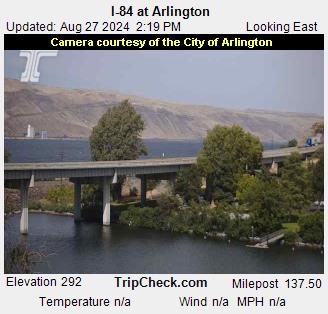 I-84 at Arlington
Updated: Aug 27 2024 2:19 PM Looking East
Camera courtesy of the City of Arlington
Elevation 292 TripCheck.com Milepost 137.50
Temperature n/a Wind n/a MPH n/a